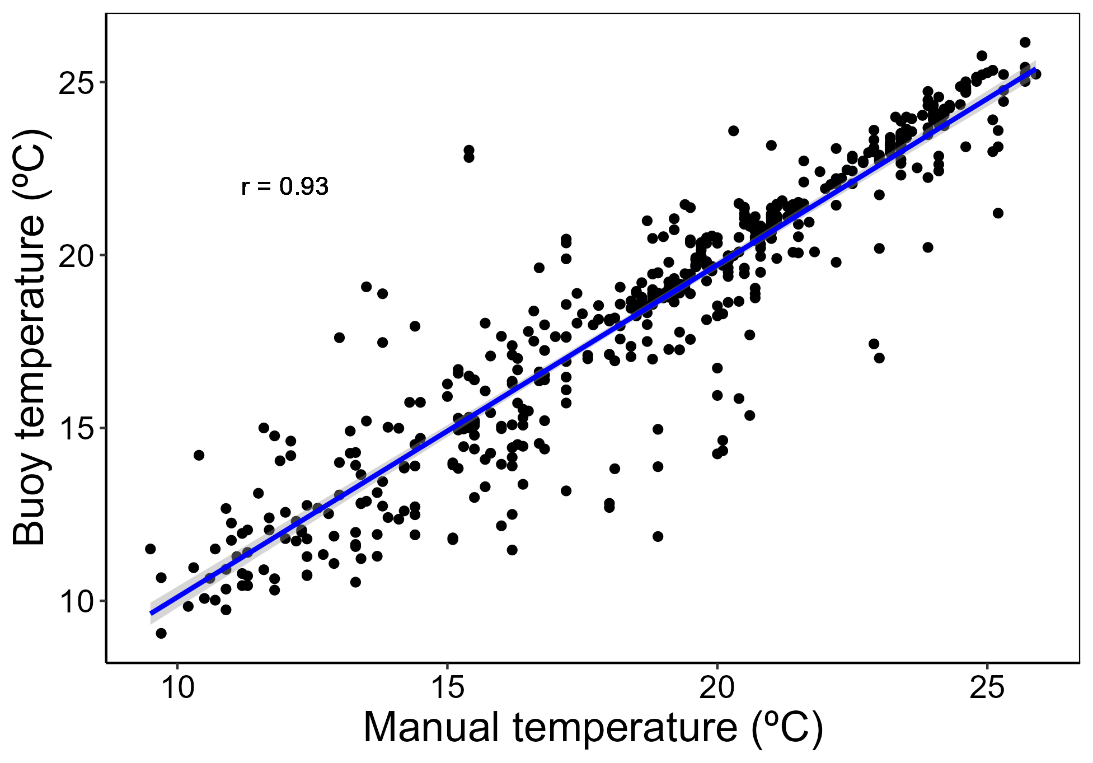 25
20
15
10
Buoy temperature (ºC)
r = 0.93
10 15 20 25
Manual temperature (ºC)